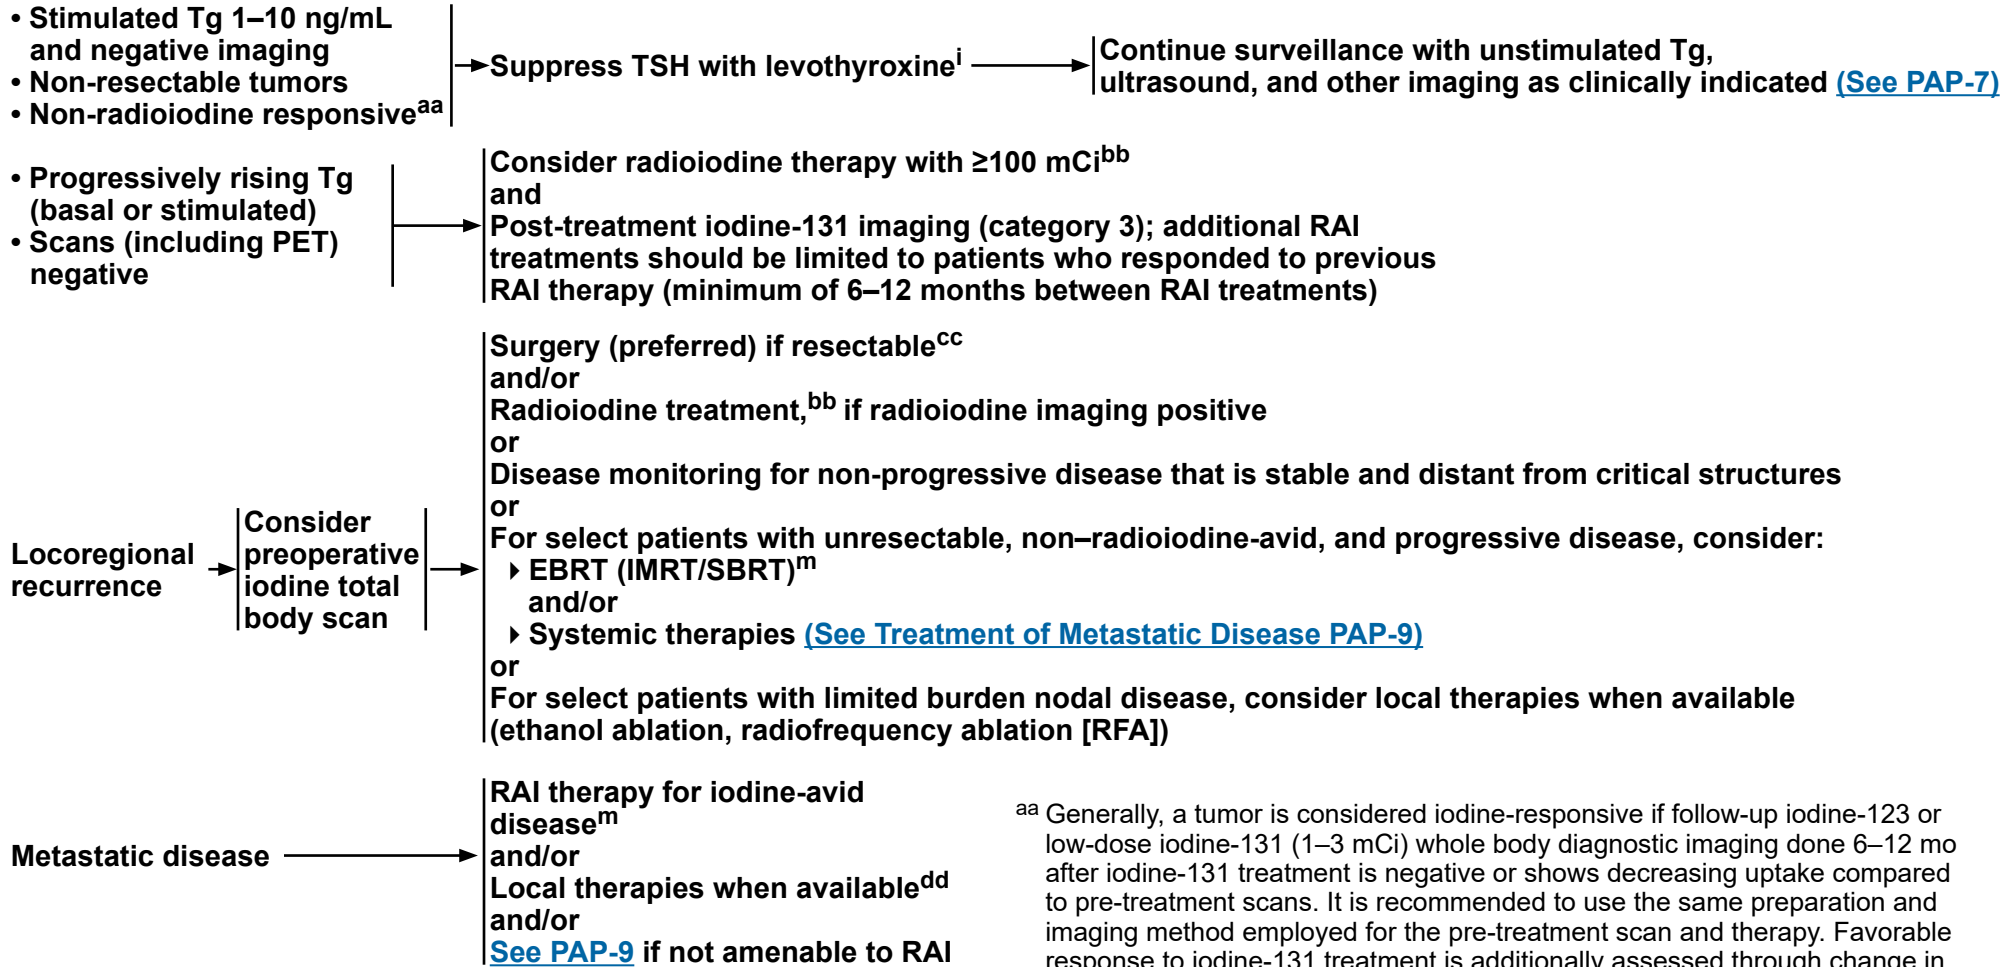 • Stimulated Tg 1–10 ng/mL
and negative imaging
• Non-resectable tumors
• Non-radioiodine responsiveaa
Suppress TSH with levothyroxinei
Continue surveillance with unstimulated Tg,
ultrasound, and other imaging as clinically indicated (See PAP-7)
• Progressively rising Tg
(basal or stimulated)
• Scans (including PET)
negative
Consider radioiodine therapy with ≥100 mCibb
and
Post-treatment iodine-131 imaging (category 3); additional RAI
treatments should be limited to patients who responded to previous
RAI therapy (minimum of 6–12 months between RAI treatments)
Locoregional
recurrence
Consider
preoperative
iodine total
body scan
Surgery (preferred) if resectablecc
and/or
Radioiodine treatment,bb if radioiodine imaging positive
or
Disease monitoring for non-progressive disease that is stable and distant from critical structures
or
For select patients with unresectable, non–radioiodine-avid, and progressive disease, consider:
EBRT (IMRT/SBRT)m
and/or
Systemic therapies (See Treatment of Metastatic Disease PAP-9)
or
For select patients with limited burden nodal disease, consider local therapies when available
(ethanol ablation, radiofrequency ablation [RFA])
Metastatic disease
RAI therapy for iodine-avid
diseasem
and/or
Local therapies when availabledd
and/or
See PAP-9 if not amenable to RAI
aa Generally, a tumor is considered iodine-responsive if follow-up iodine-123 or
low-dose iodine-131 (1–3 mCi) whole body diagnostic imaging done 6–12 mo
after iodine-131 treatment is negative or shows decreasing uptake compared
to pre-treatment scans. It is recommended to use the same preparation and
imaging method employed for the pre-treatment scan and therapy. Favorable
response to iodine-131 treatment is additionally assessed through change in